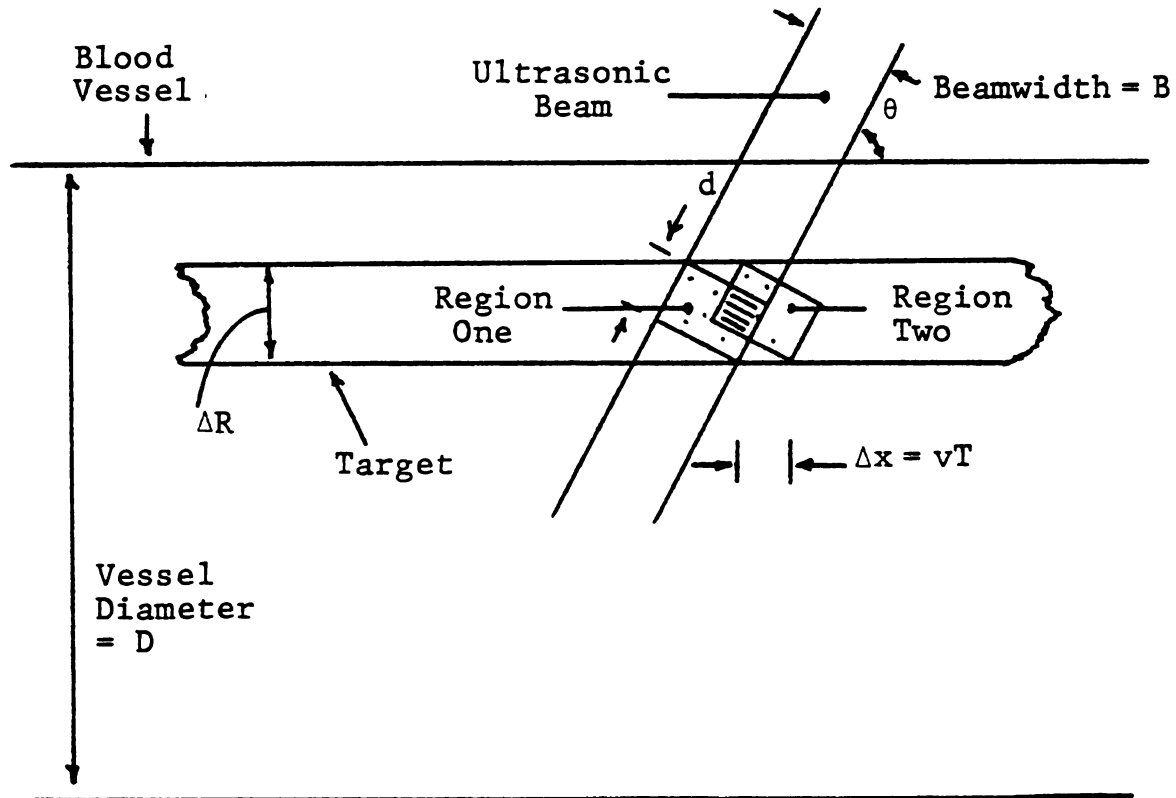 Blood
Vessel
Ultrasonic
Beam
Beamwidth = B
θ
d
Region
One
Region
Two
ΔR
Target
Δx = vT
Vessel
Diameter
= D